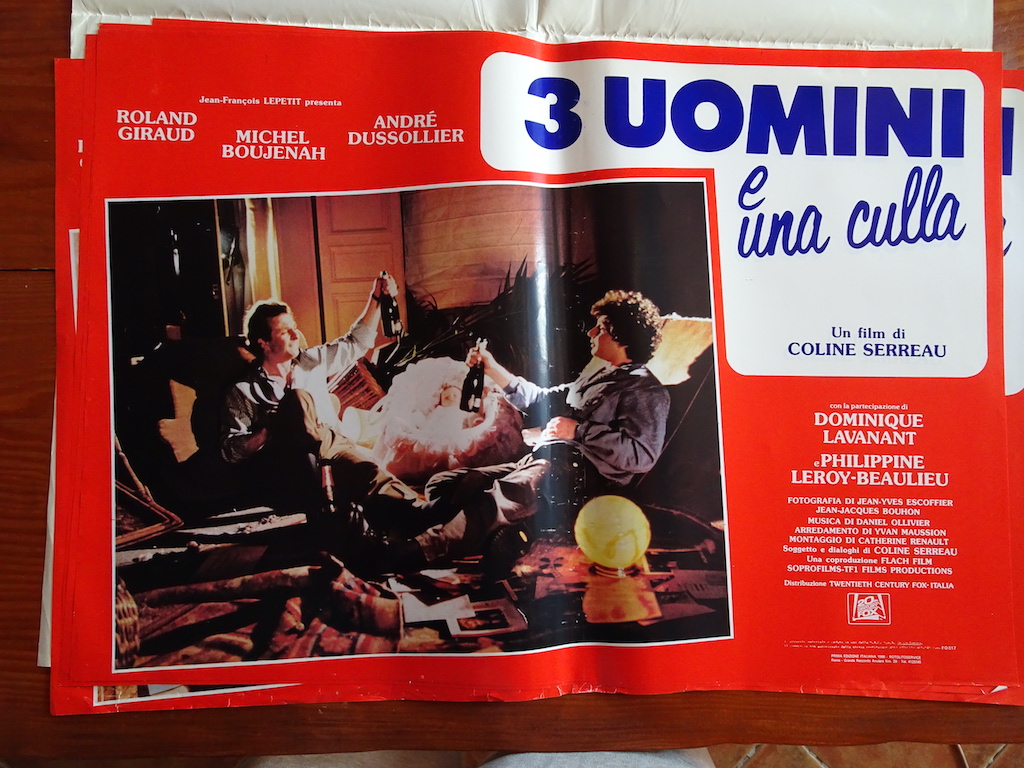 Jean-François LEPETIT presenta
ROLAND
GIRAUD
MICHEL
BOUJENAH
ANDRÉ
DUSSOLLIER
3 UOMINI
e
una culla
Un film di
COLINE SERREAU
con la partecipazione di
DOMINIQUE
LAVANANT
e PHILIPPINE
LEROY-BEAULIEU
FOTOGRAFIA DI JEAN-YVES ESCOFFIER
JEAN-JACQUES BOUHON
MUSICA DI DANIEL OLLIVIER
ARREDAMENTO DI YVAN MAUSSION
MONTAGGIO DI CATHERINE RENAULT
Soggetto e dialoghi di COLINE SERREAU
Una coproduzione FLACH FILM
SOPROFILMS-TF1 FILMS PRODUCTIONS
Distribuzione TWENTIETH CENTURY FOX-ITALIA
FOX